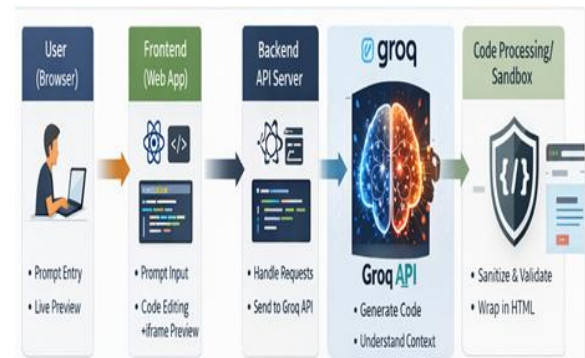 User
(Browser)
• Prompt Entry
• Live Preview
Frontend
(Web App)
</>
• Prompt Input
• Code Editing
+iframe Preview
Backend
API Server
• Handle Requests
• Send to Groq API
groq
Groq API
• Generate Code
• Understand Context
Code Processing/
Sandbox
{/}
• Sanitize & Validate
• Wrap in HTML